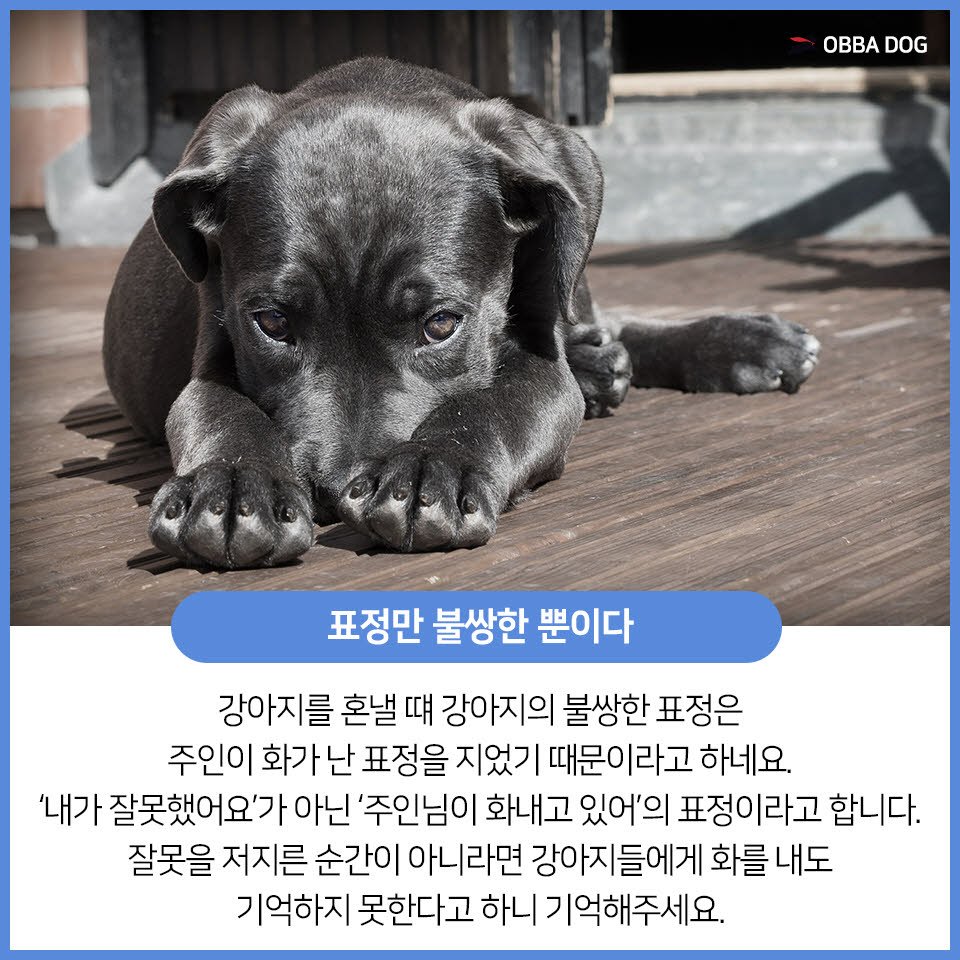 OBBA DOG
표정만 불쌍한 뿐이다
강아지를 혼낼 떄 강아지의 불쌍한 표정은
주인이 화가 난 표정을 지었기 때문이라고 하네요.
‘내가 잘못했어요’가 아닌 ‘주인님이 화내고 있어’의 표정이라고 합니다.
잘못을 저지른 순간이 아니라면 강아지들에게 화를 내도
기억하지 못한다고 하니 기억해주세요.